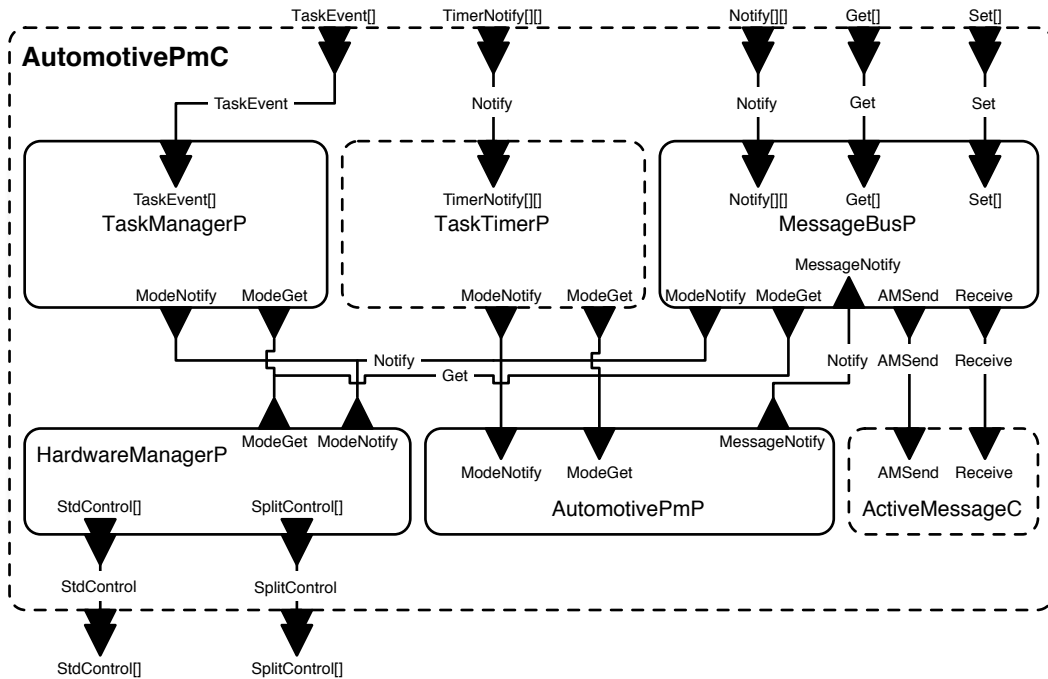 TaskEvent[] TimerNotify[][] Notify[][] Get[] Set[]
AutomotivePmC
TaskEvent Notify Notify Get Set
TaskEvent[] TimerNotify[][] Notify[][] Get[] Set[]
TaskManagerP TaskTimerP MessageBusP
MessageNotify
ModeNotify ModeGet ModeNotify ModeGet ModeNotify ModeGet AMSend Receive
Notify Notify AMSend Receive
Get
ModeGet ModeNotify MessageNotify
HardwareManagerP
ModeNotify ModeGet AMSend Receive
StdControl[] SplitControl[] AutomotivePmP ActiveMessageC
StdControl SplitControl
StdControl[] SplitControl[]